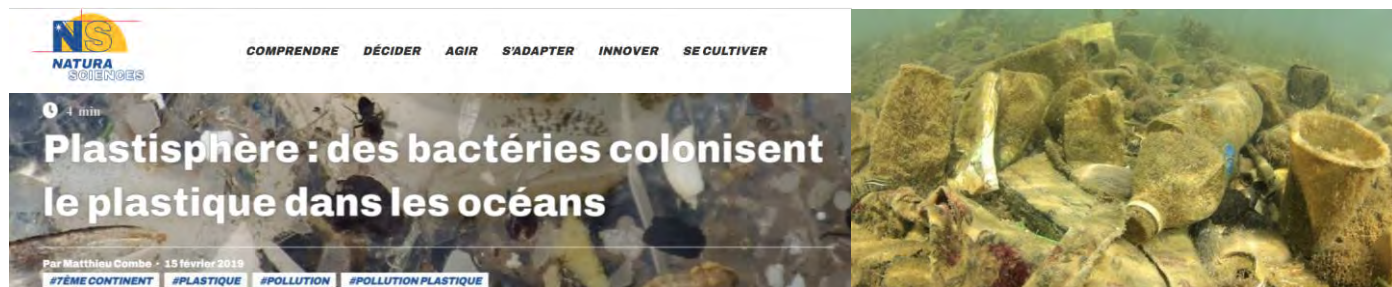 NS
NATURA
SCIENCES
COMPRENDRE DÉCIDER AGIR S'ADAPTER INNOVER SE CULTIVER
4 min
Plastisphère : des bactéries colonisent
le plastique dans les océans
Par Matthieu Combe · 15 février 2019
#7ÈME CONTINENT #PLASTIQUE #POLLUTION #POLLUTION PLASTIQUE